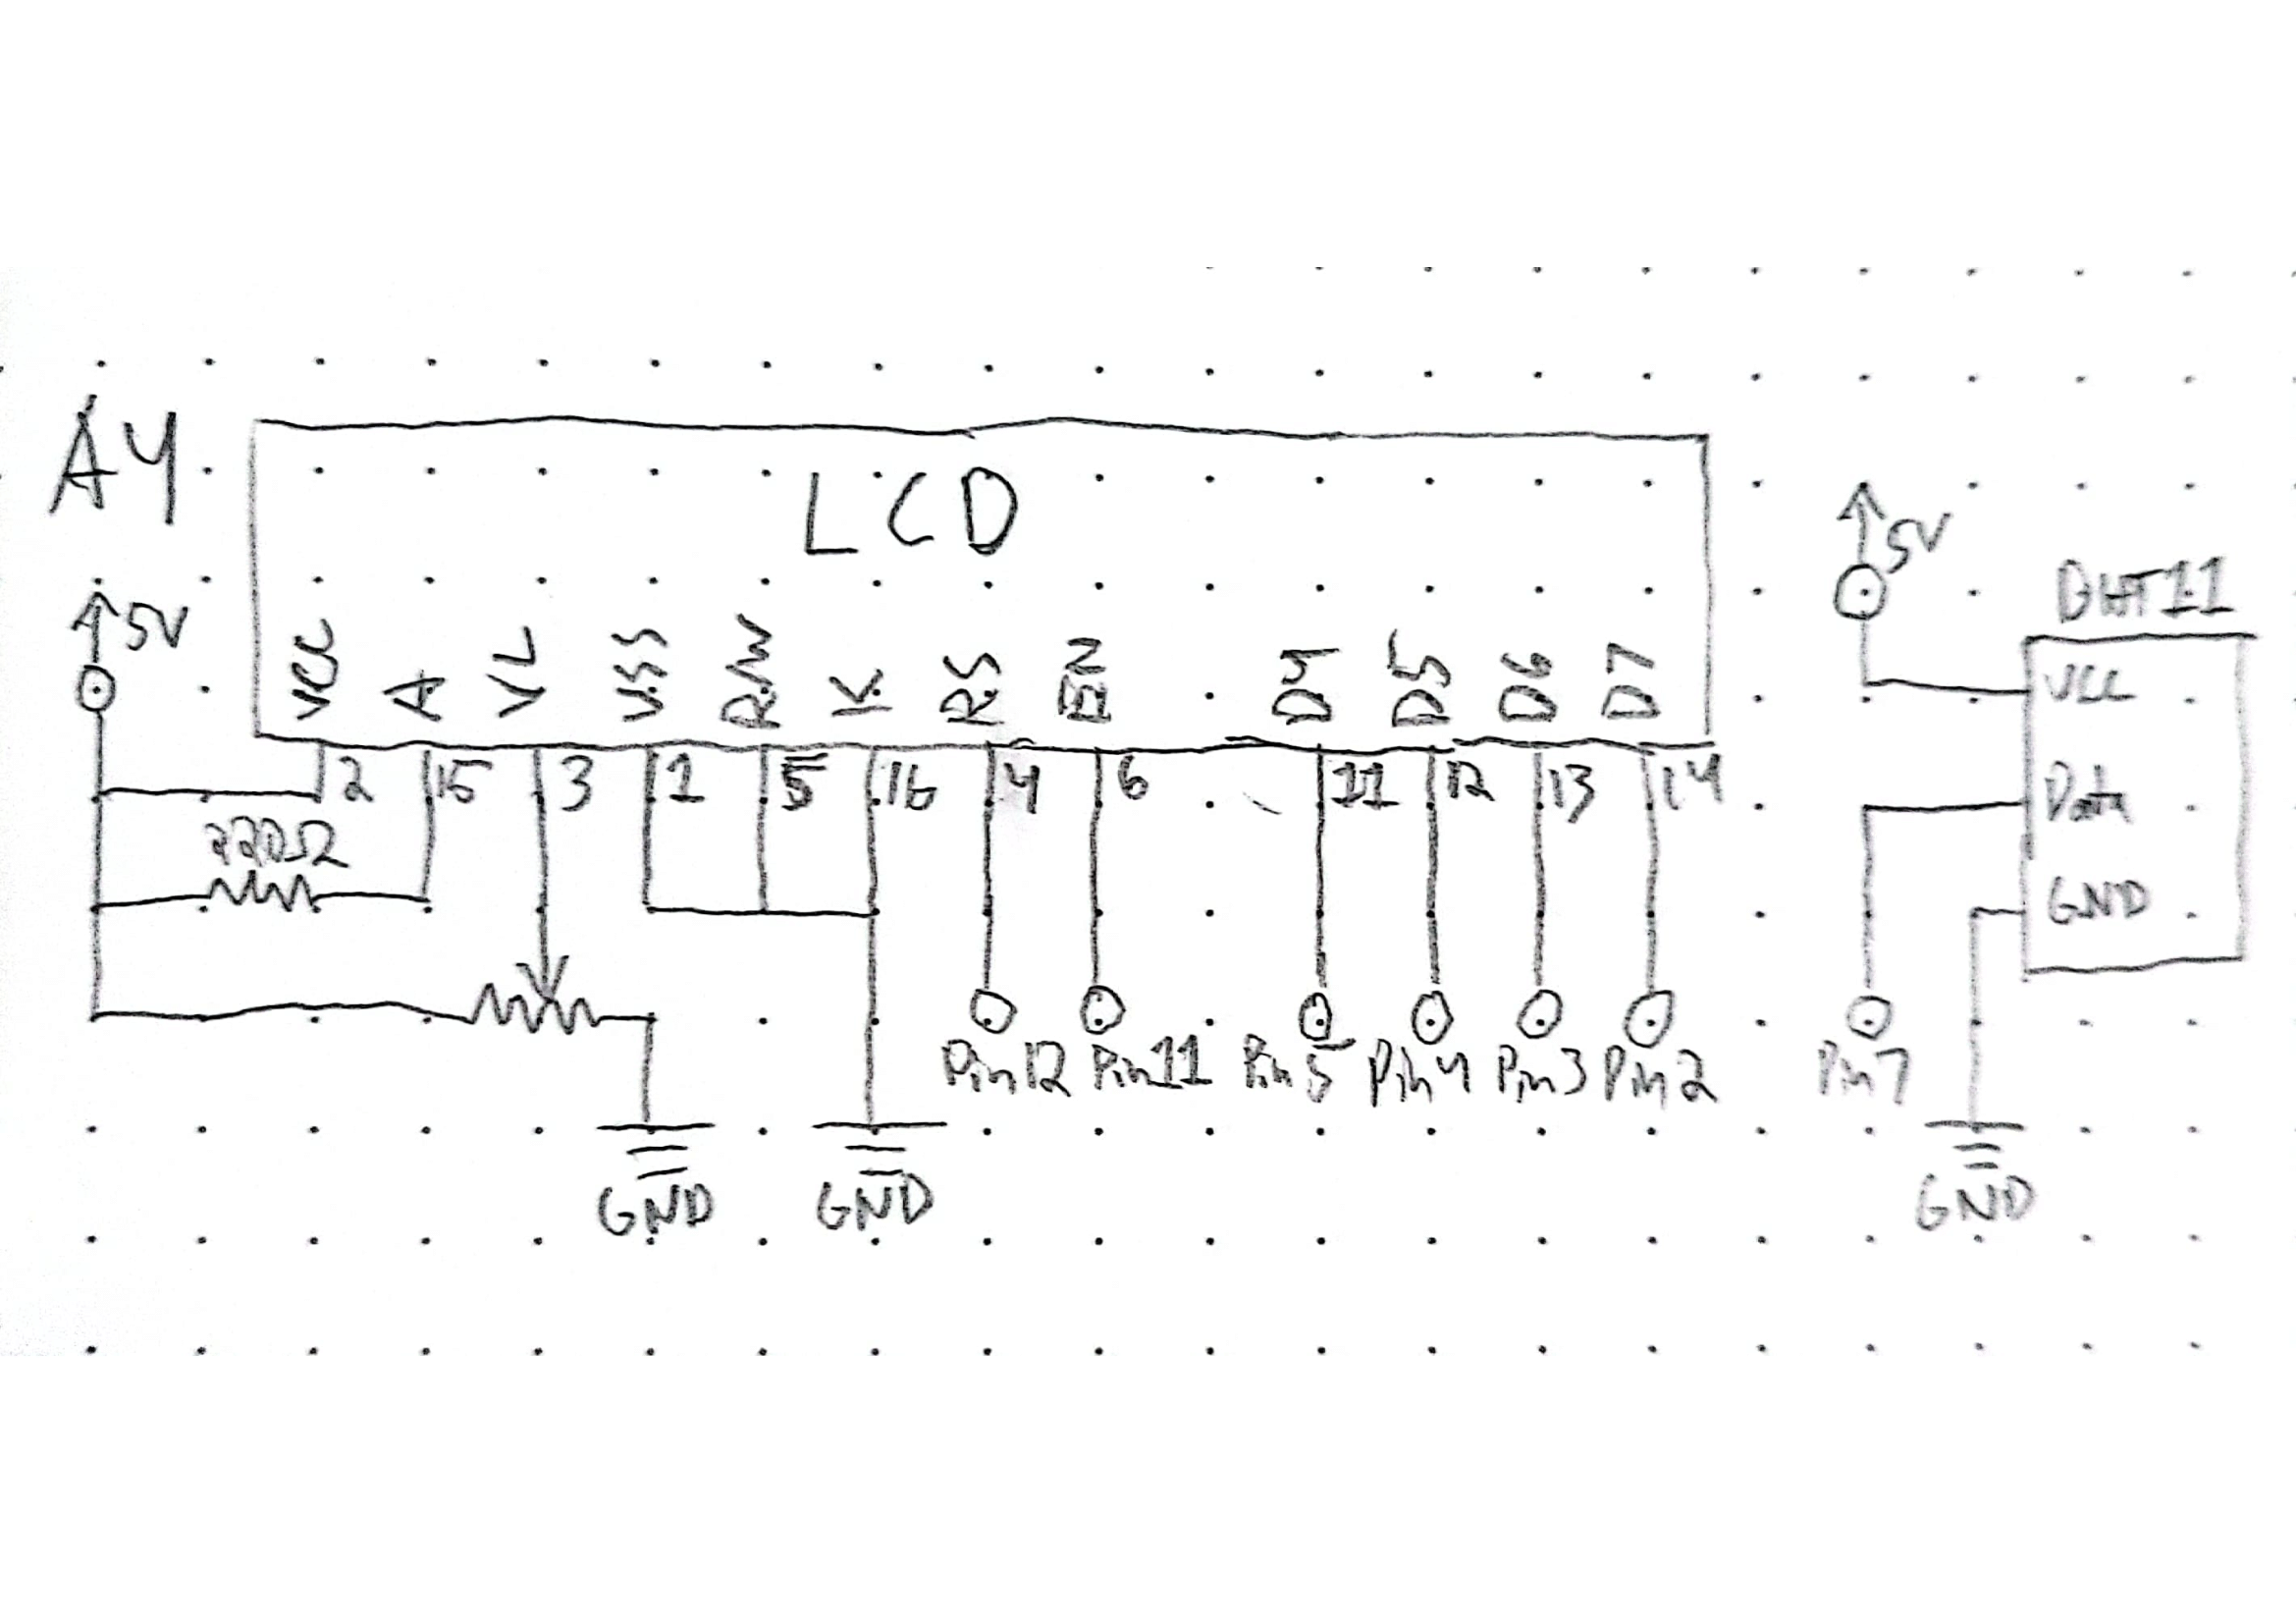 A4
LCD
5V
5V
DHT11
VCC A VL VSS R/W K RS EN D4 D5 D6 D7
VCC
2 15 3 1 5 16 4 6 11 12 13 14
Data
220Ω
GND
Pin12 Pin11 Pin5 Pin4 Pin3 Pin2 Pin7
GND GND GND